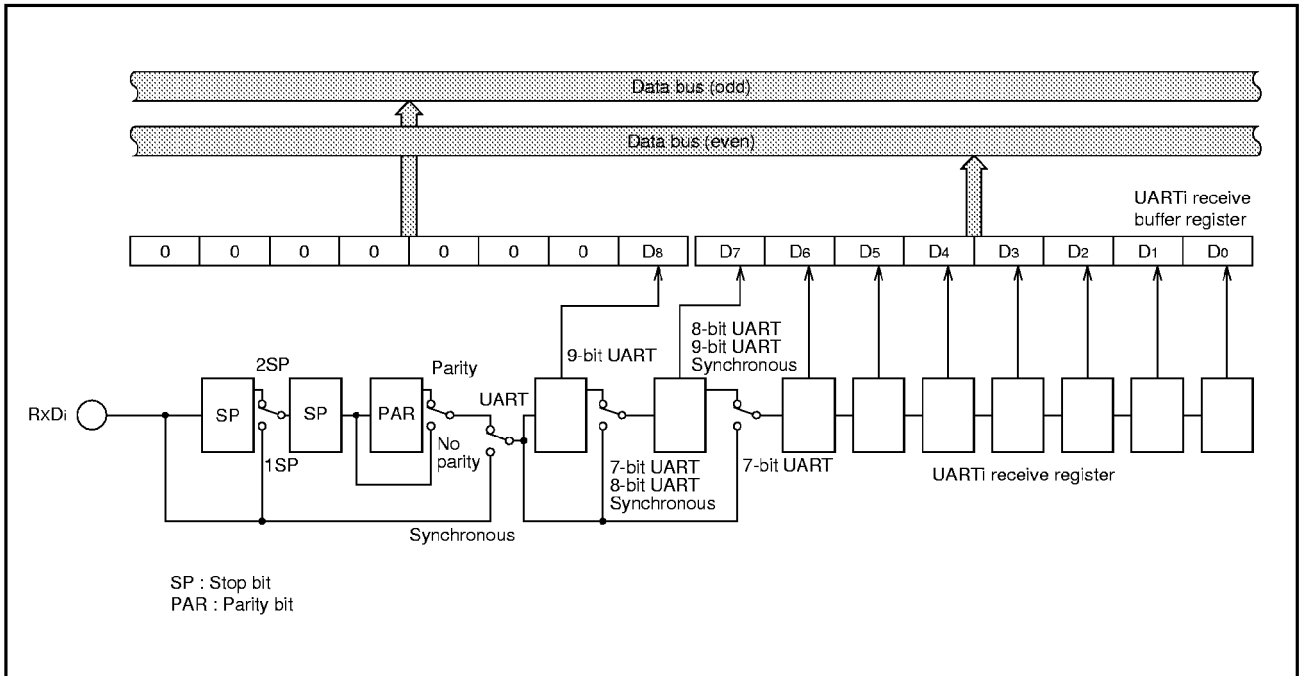 Data bus (odd)
Data bus (even)
UARTi receive
buffer register
0 0 0 0 0 0 0 D8 D7 D6 D5 D4 D3 D2 D1 D0
8-bit UART
9-bit UART
Synchronous
9-bit UART
2SP
Parity
UART
RxDi
SP
SP
PAR
1SP
No
parity
7-bit UART
8-bit UART
Synchronous
7-bit UART
UARTi receive register
Synchronous
SP : Stop bit
PAR : Parity bit